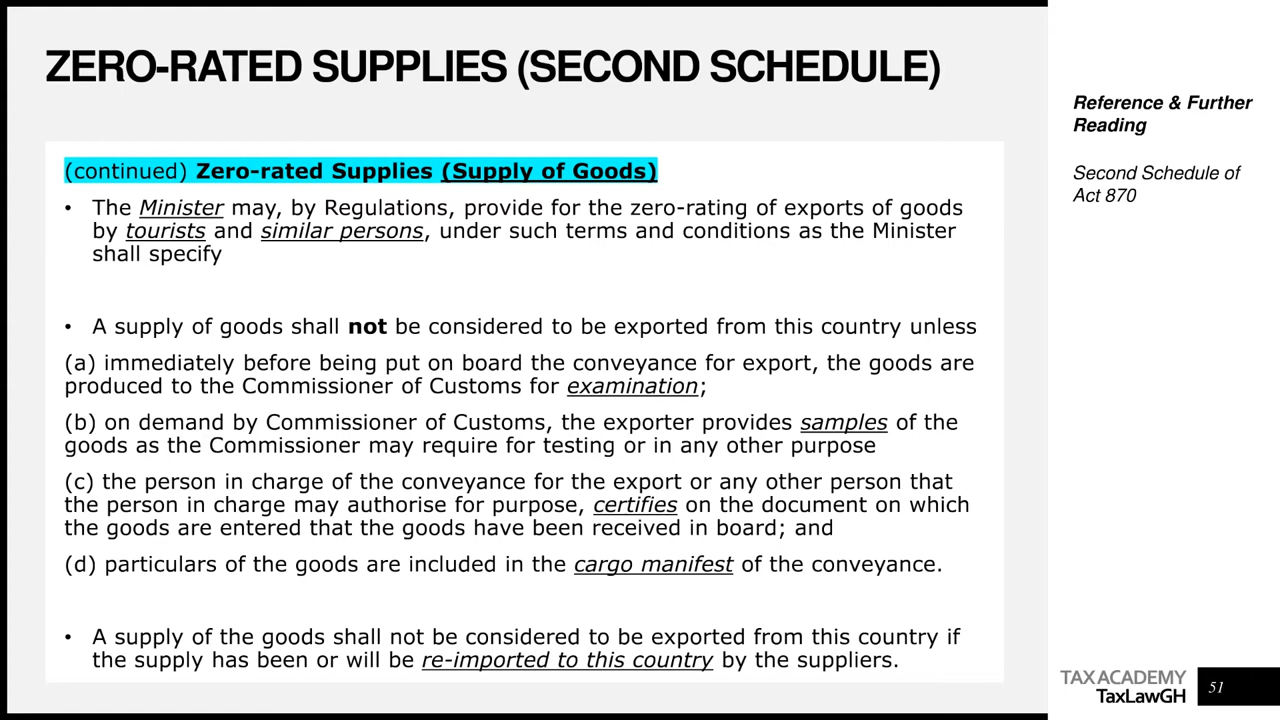 ZERO-RATED SUPPLIES (SECOND SCHEDULE)
(continued) Zero-rated Supplies (Supply of Goods)
• The Minister may, by Regulations, provide for the zero-rating of exports of goods
by tourists and similar persons, under such terms and conditions as the Minister
shall specify
• A supply of goods shall not be considered to be exported from this country unless
(a) immediately before being put on board the conveyance for export, the goods are
produced to the Commissioner of Customs for examination;
(b) on demand by Commissioner of Customs, the exporter provides samples of the
goods as the Commissioner may require for testing or in any other purpose
(c) the person in charge of the conveyance for the export or any other person that
the person in charge may authorise for purpose, certifies on the document on which
the goods are entered that the goods have been received in board; and
(d) particulars of the goods are included in the cargo manifest of the conveyance.
• A supply of the goods shall not be considered to be exported from this country if
the supply has been or will be re-imported to this country by the suppliers.
Reference & Further
Reading
Second Schedule of
Act 870
TAX ACADEMY
TaxLawGH
51